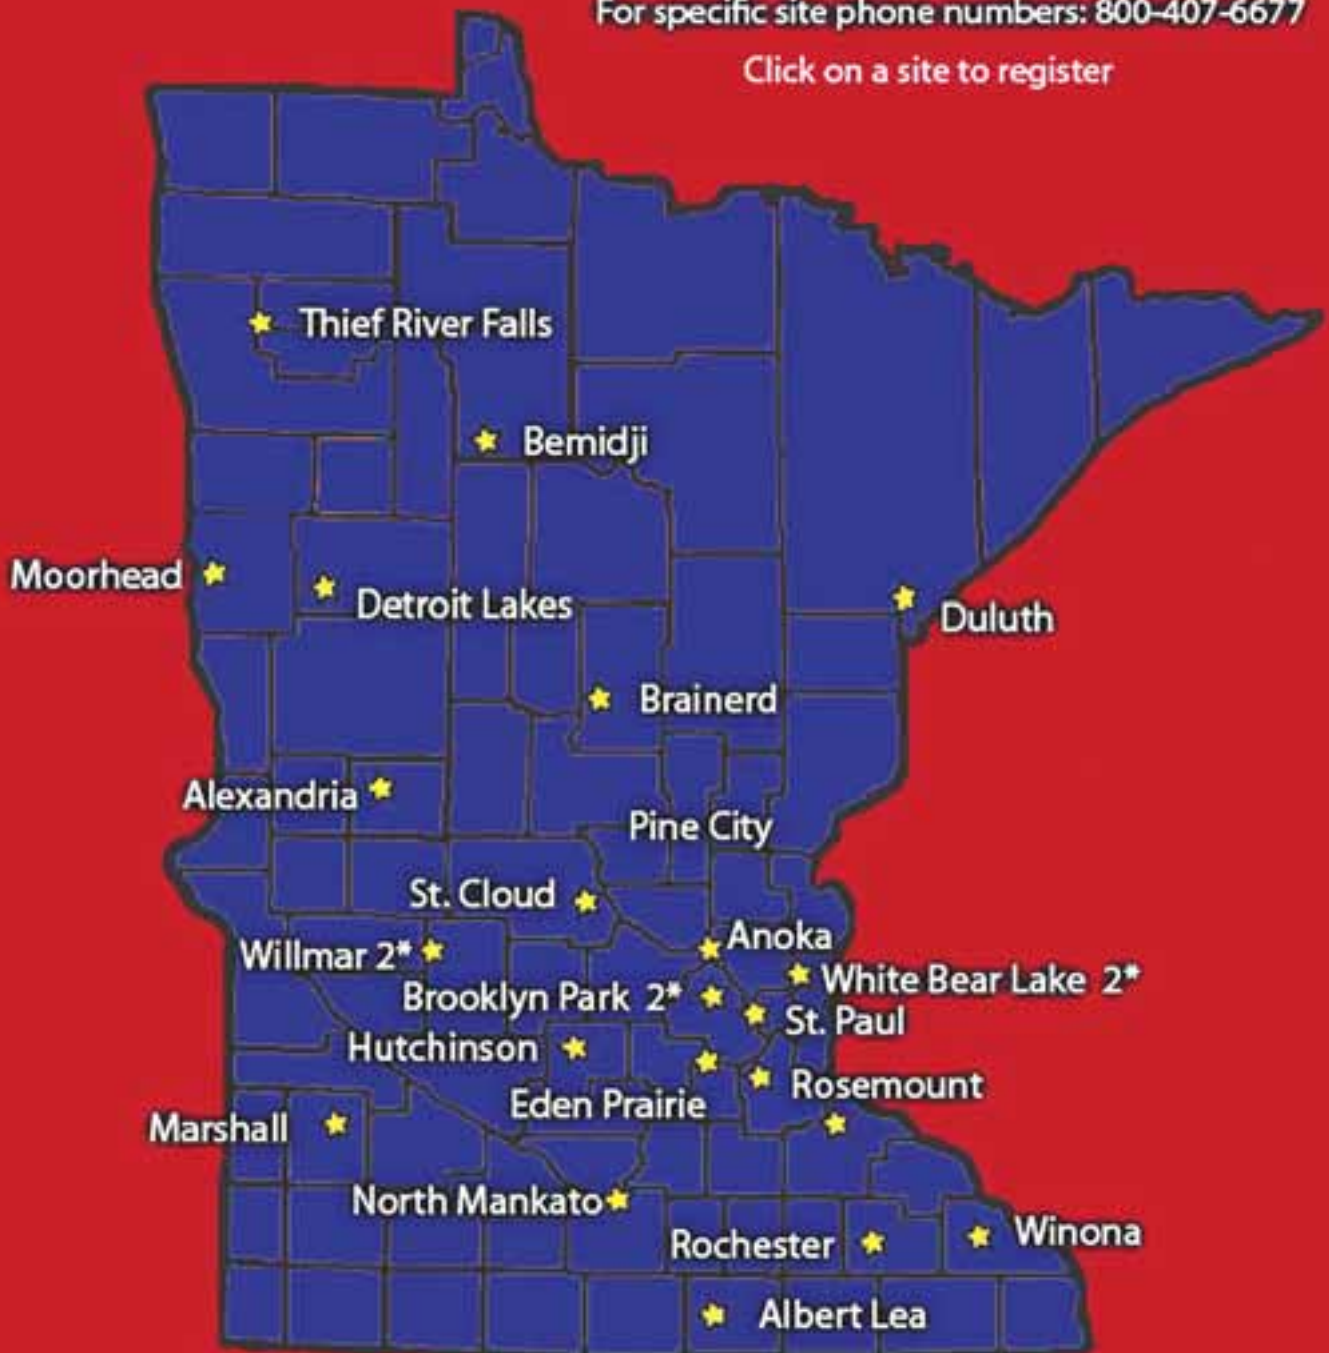 For specific site phone numbers: 800-407-6677
Click on a site to register
Thief River Falls
Bemidji
Moorhead
Detroit Lakes
Duluth
Brainerd
Alexandria
Pine City
St. Cloud
Anoka
Willmar 2*
White Bear Lake 2*
Brooklyn Park 2*
St. Paul
Hutchinson
Rosemount
Eden Prairie
Marshall
North Mankato
Winona
Rochester
Albert Lea